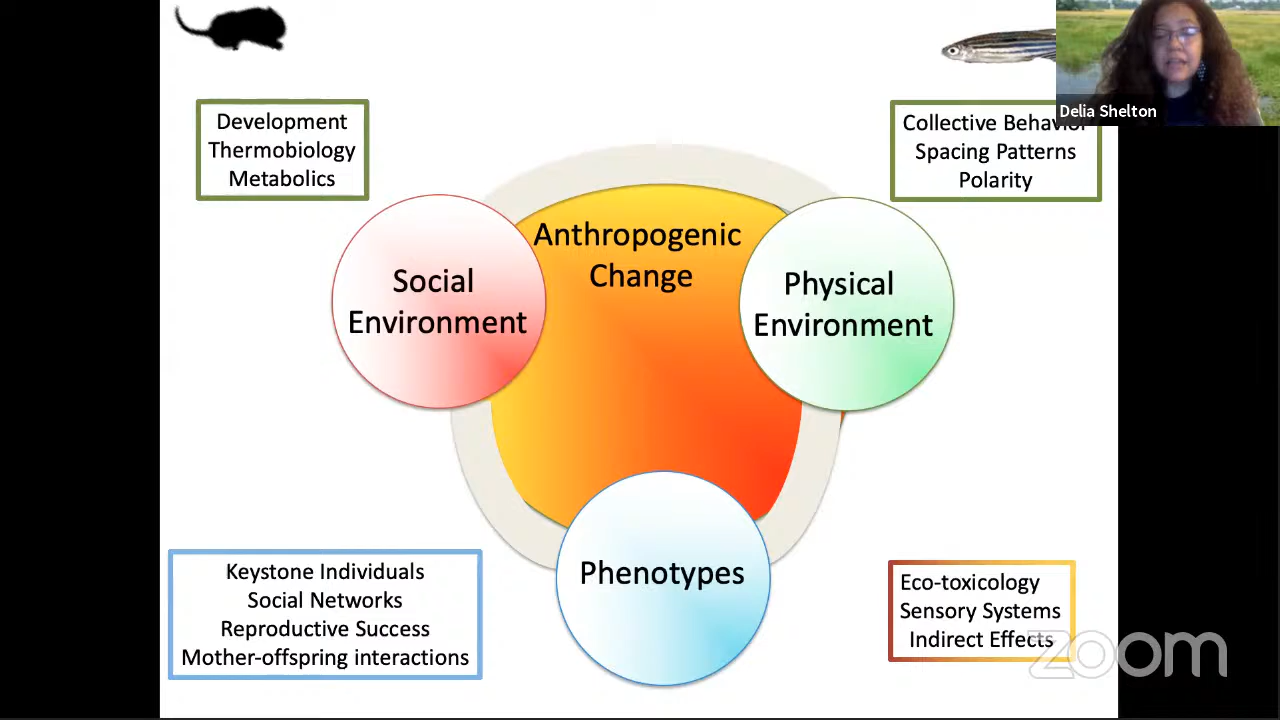 Delia Shelton
Development
Thermobiology
Metabolics
Collective Behavior
Spacing Patterns
Polarity
Anthropogenic
Change
Social
Environment
Physical
Environment
Phenotypes
Keystone Individuals
Social Networks
Reproductive Success
Mother-offspring interactions
Eco-toxicology
Sensory Systems
Indirect Effects
zoom